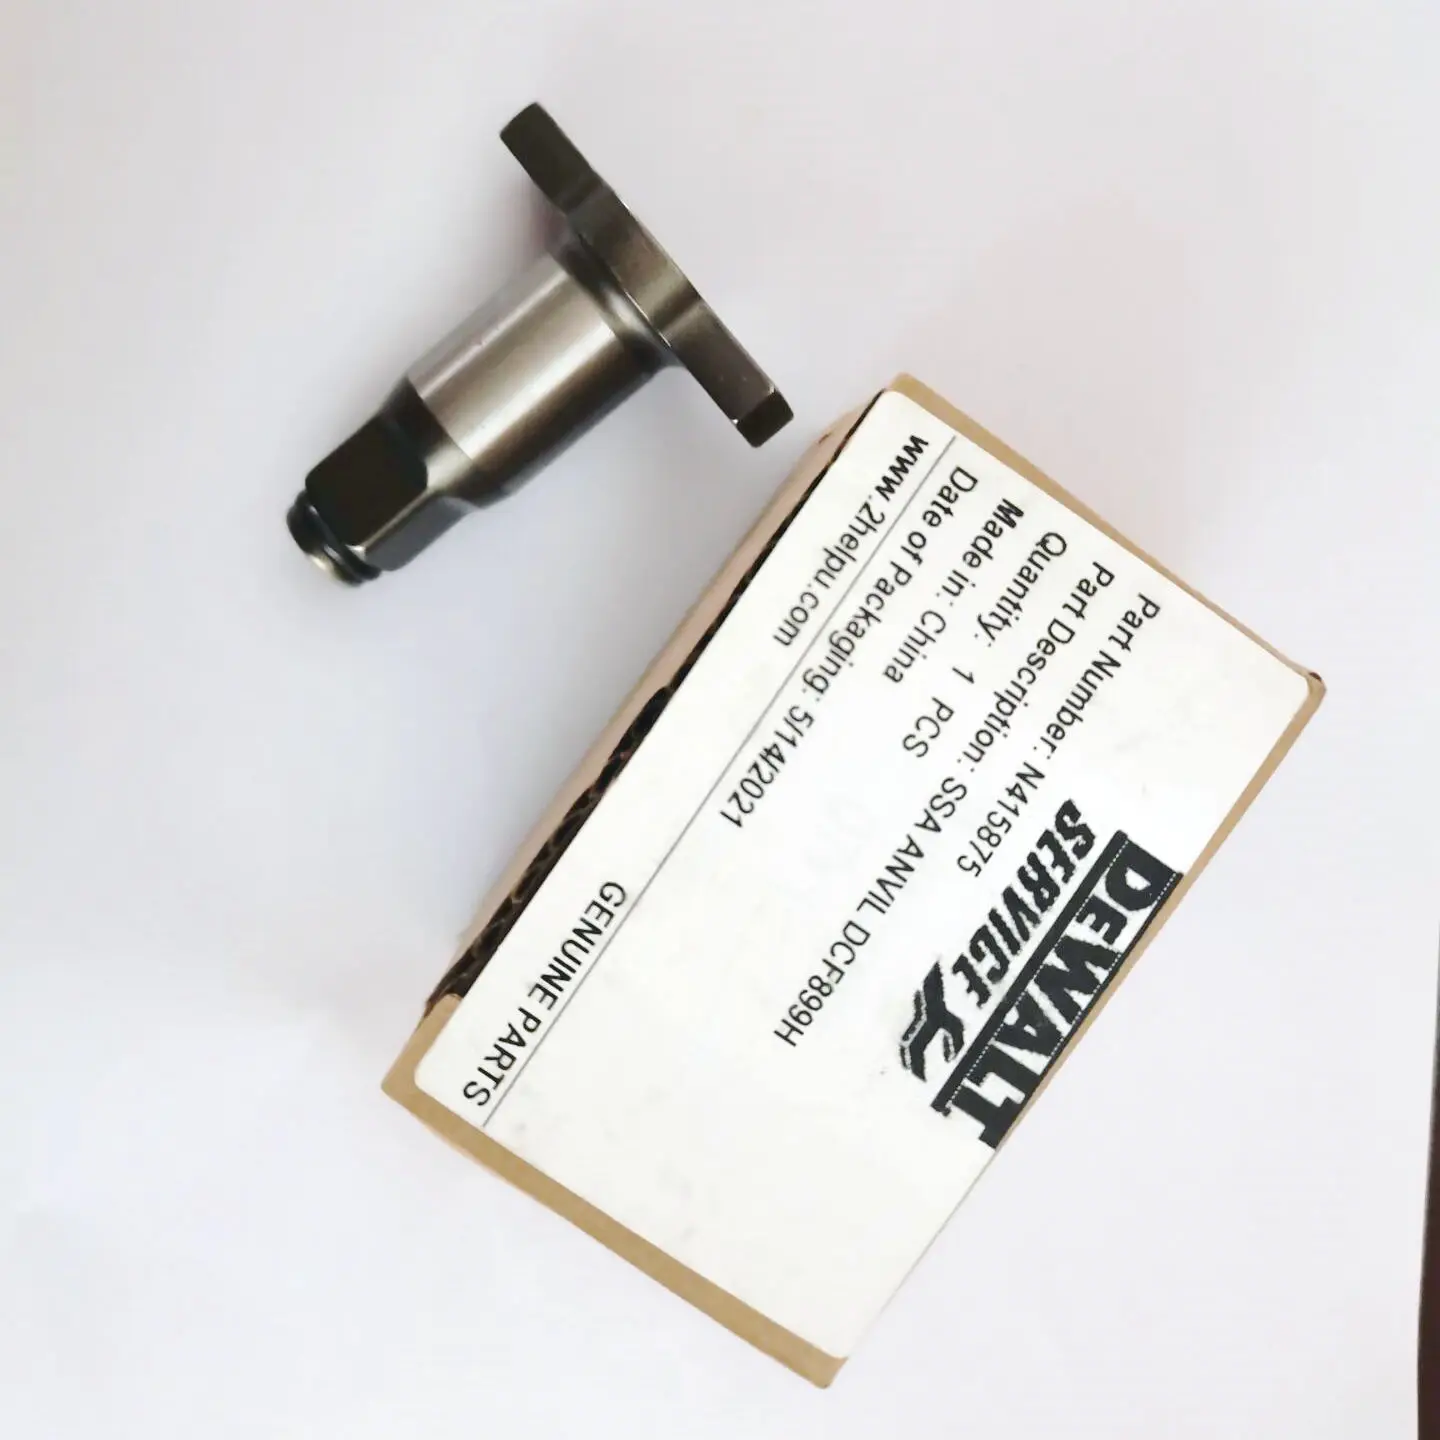 DEWALT
SERVICE
Part Number: N415875
Part Description: SSA ANVIL DCF899H
Quantity: 1 PCS
Made in: China
Date of Packaging: 5/14/2021
www.2helpu.com
GENUINE PARTS